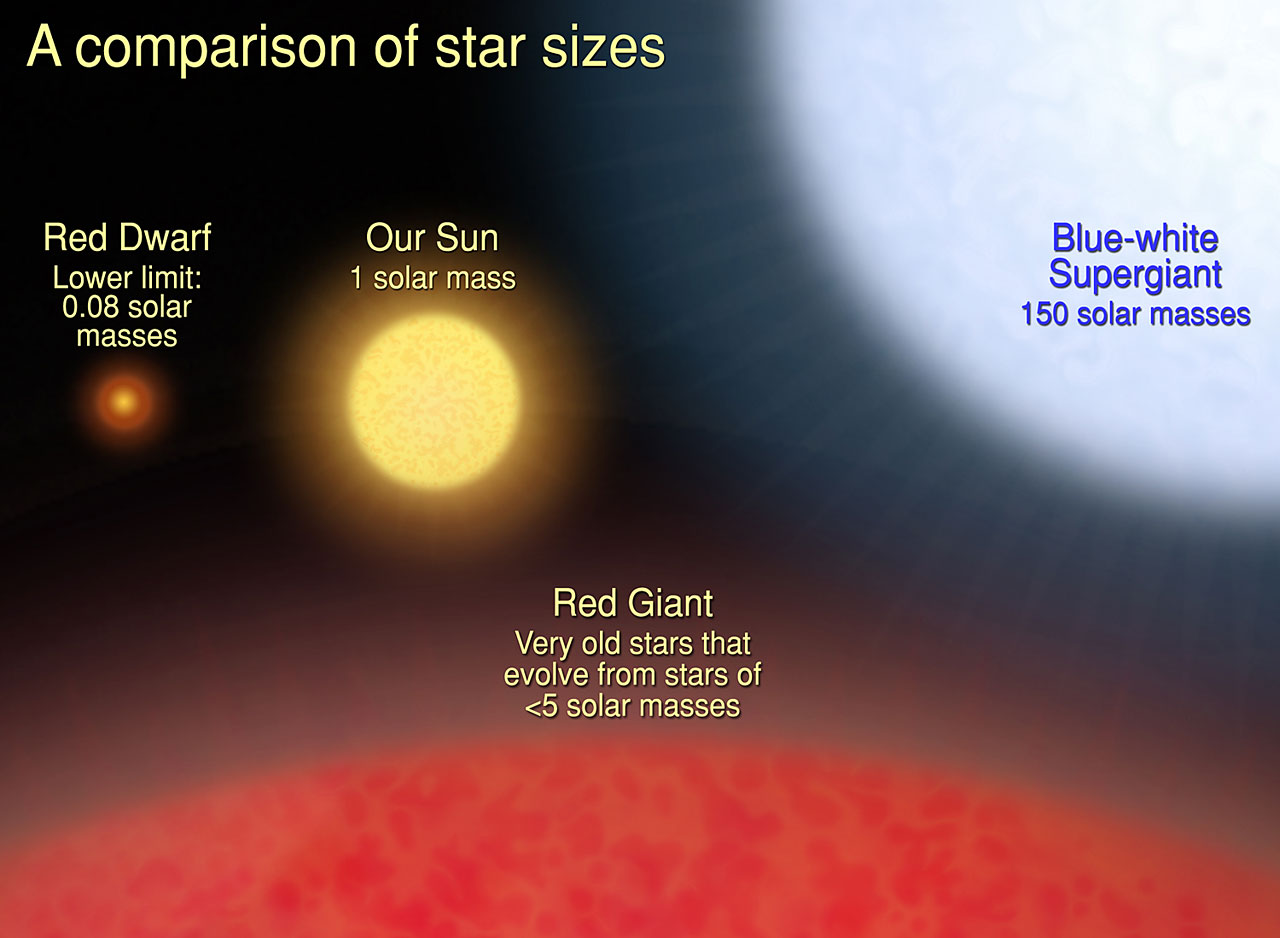 A comparison of star sizes
Red Dwarf
Lower limit:
0.08 solar
masses
Our Sun
1 solar mass
Blue-white
Supergiant
150 solar masses
Red Giant
Very old stars that
evolve from stars of
<5 solar masses